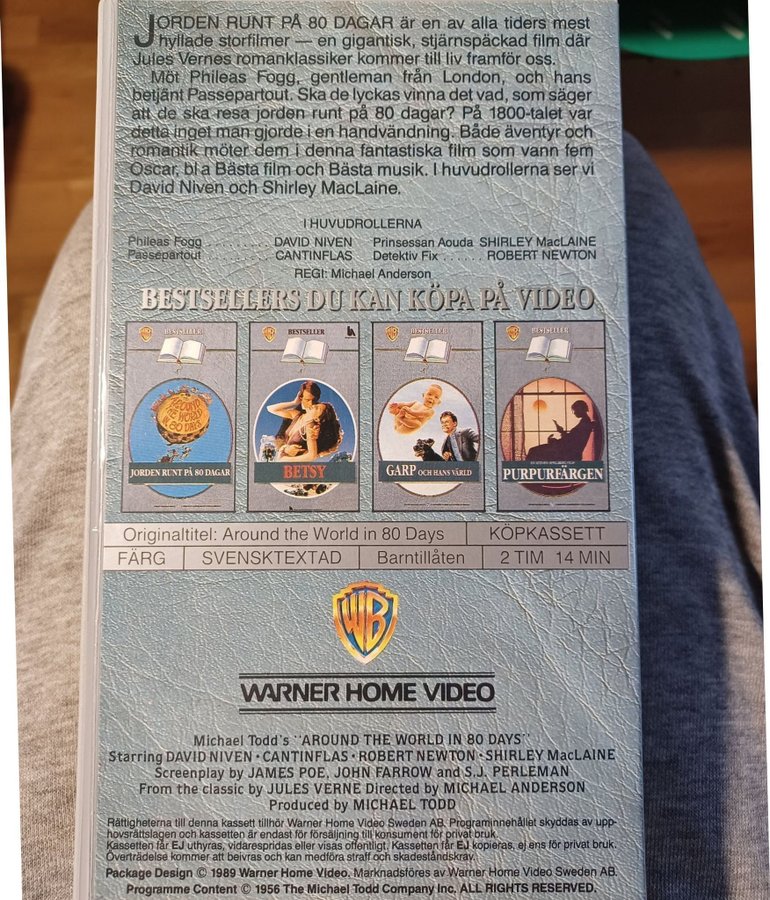 JORDEN RUNT PÅ 80 DAGAR är en av alla tiders mest
hyllade storfilmer — en gigantisk, stjärnspäckad film där
Jules Vernes romanklassiker kommer till liv framför oss.
Möt Phileas Fogg, gentleman från London, och hans
betjänt Passepartout. Ska de lyckas vinna det vad, som säger
att de ska resa jorden runt på 80 dagar? På 1800-talet var
detta inget man gjorde i en handvändning. Både äventyr och
romantik möter dem i denna fantastiska film som vann fem
Oscar, bl a Bästa film och Bästa musik. I huvudrollerna ser vi
David Niven och Shirley MacLaine.
I HUVUDROLLERNA
Phileas Fogg . . . . . . . . . DAVID NIVEN Prinsessan Aouda SHIRLEY MacLAINE
Passepartout . . . . . . . . . CANTINFLAS Detektiv Fix . . . . . . ROBERT NEWTON
REGI: Michael Anderson
BESTSELLERS DU KAN KÖPA PÅ VIDEO
WB BESTSELLER WB BESTSELLER WB BESTSELLER WB BESTSELLER
AROUND THE WORLD IN 80 DAYS
JORDEN RUNT PÅ 80 DAGAR BETSY GARP OCH HANS VÄRLD PURPURFÄRGEN
Originaltitel: Around the World in 80 Days KÖPKASSETT
FÄRG SVENSKTEXTAD Barntillåten 2 TIM 14 MIN
WB
WARNER HOME VIDEO
Michael Todd's "AROUND THE WORLD IN 80 DAYS"
Starring DAVID NIVEN · CANTINFLAS · ROBERT NEWTON · SHIRLEY MacLAINE
Screenplay by JAMES POE, JOHN FARROW and S.J. PERLEMAN
From the classic by JULES VERNE Directed by MICHAEL ANDERSON
Produced by MICHAEL TODD
Rättigheterna till denna kassett tillhör Warner Home Video Sweden AB. Programinnehållet skyddas av upp-
hovsrättslagen och kassetten är endast för försäljning till konsument för privat bruk.
Kassetten får EJ uthyras, vidarespridas eller visas offentligt. Kassetten får EJ kopieras, ej ens för privat bruk.
Överträdelse kommer att beivras och kan medföra straff och skadeståndskrav.
Package Design © 1989 Warner Home Video. Marknadsföres av Warner Home Video Sweden AB.
Programme Content © 1956 The Michael Todd Company Inc. ALL RIGHTS RESERVED.